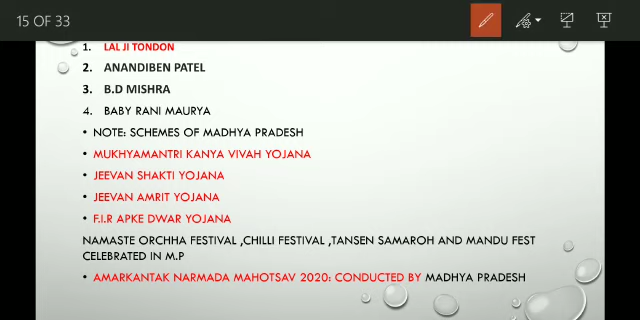 15 OF 33
1. LAL JI TONDON
2. ANANDIBEN PATEL
3. B.D MISHRA
4. BABY RANI MAURYA
• NOTE: SCHEMES OF MADHYA PRADESH
• MUKHYAMANTRI KANYA VIVAH YOJANA
• JEEVAN SHAKTI YOJANA
• JEEVAN AMRIT YOJANA
• F.I.R APKE DWAR YOJANA
NAMASTE ORCHHA FESTIVAL ,CHILLI FESTIVAL ,TANSEN SAMAROH AND MANDU FEST
CELEBRATED IN M.P
• AMARKANTAK NARMADA MAHOTSAV 2020: CONDUCTED BY MADHYA PRADESH